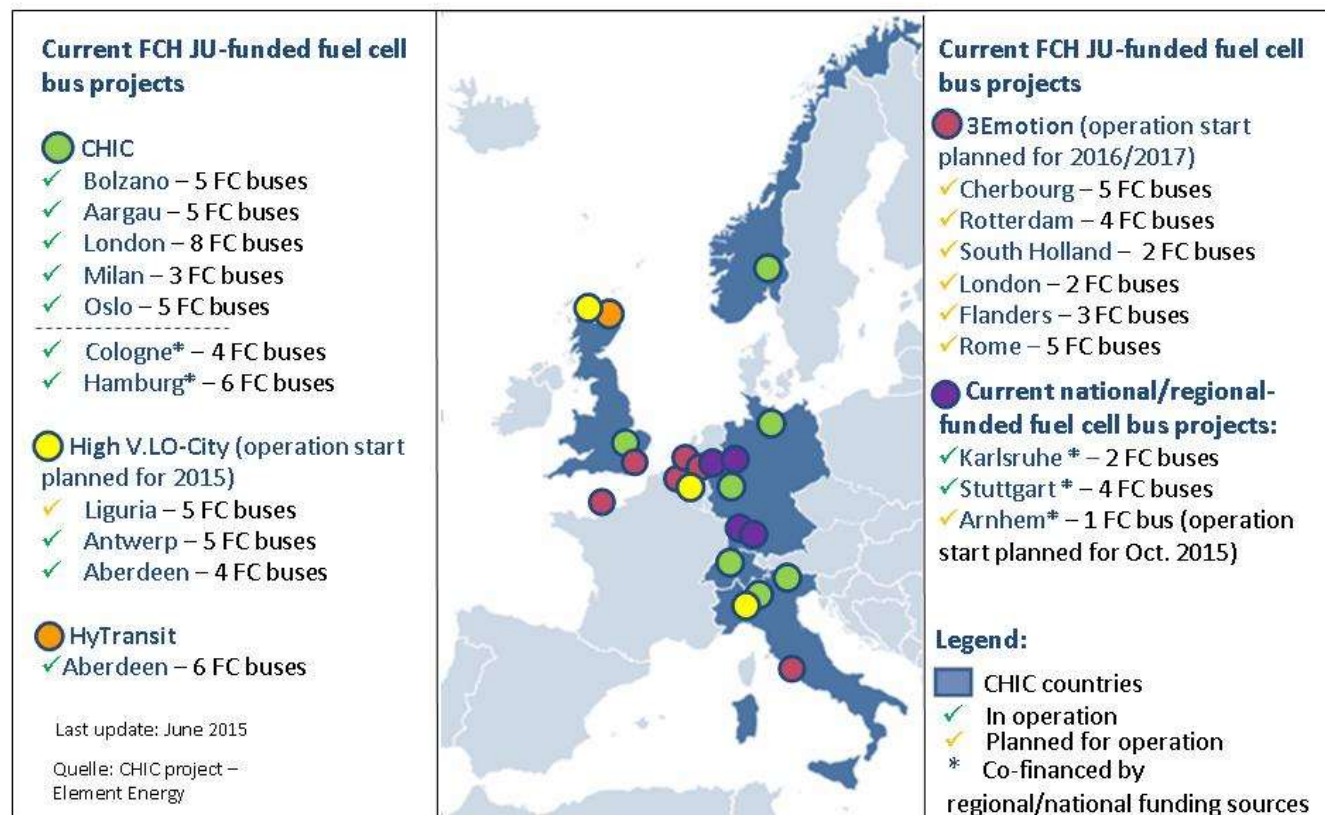 Current FCH JU-funded fuel cell
bus projects
CHIC
✓ Bolzano – 5 FC buses
✓ Aargau – 5 FC buses
✓ London – 8 FC buses
✓ Milan – 3 FC buses
✓ Oslo – 5 FC buses
✓ Cologne* – 4 FC buses
✓ Hamburg* – 6 FC buses
High V.LO-City (operation start
planned for 2015)
✓ Liguria – 5 FC buses
✓ Antwerp – 5 FC buses
✓ Aberdeen – 4 FC buses
HyTransit
✓Aberdeen – 6 FC buses
Last update: June 2015
Quelle: CHIC project –
Element Energy
Current FCH JU-funded fuel cell
bus projects
3Emotion (operation start
planned for 2016/2017)
✓Cherbourg – 5 FC buses
✓Rotterdam – 4 FC buses
✓South Holland – 2 FC buses
✓London – 2 FC buses
✓Flanders – 3 FC buses
✓Rome – 5 FC buses
Current national/regional-
funded fuel cell bus projects:
✓Karlsruhe * – 2 FC buses
✓Stuttgart * – 4 FC buses
✓Arnhem* – 1 FC bus (operation
start planned for Oct. 2015)
Legend:
CHIC countries
✓ In operation
✓ Planned for operation
* Co-financed by
regional/national funding sources